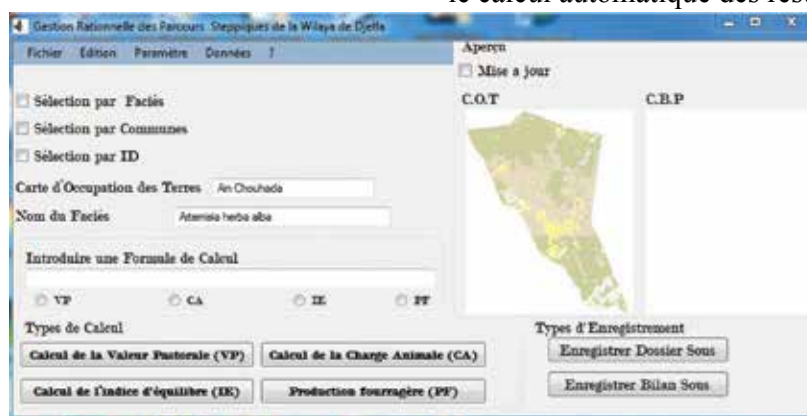 le calcul automatique des rés
Gestion Rationnelle des Parcours Steppiques de la Wilaya de Djelfa
Fichier Edition Paramètre Données ?
Aperçu
Mise a jour
C.O.T C.B.P
Sélection par Faciès
Sélection par Communes
Sélection par ID
Carte d'Occupation des Terres Ain Chouhada
Nom du Faciès Atemisia herba alba
Introduire une Formule de Calcul
VP CA IE PF
Types de Calcul
Types d'Enregistrement
Calcul de la Valeur Pastorale (VP) Calcul de la Charge Animale (CA)
Enregistrer Dossier Sous
Calcul de l'indice d'équilibre (IE) Production fourragère (PF)
Enregistrer Bilan Sous